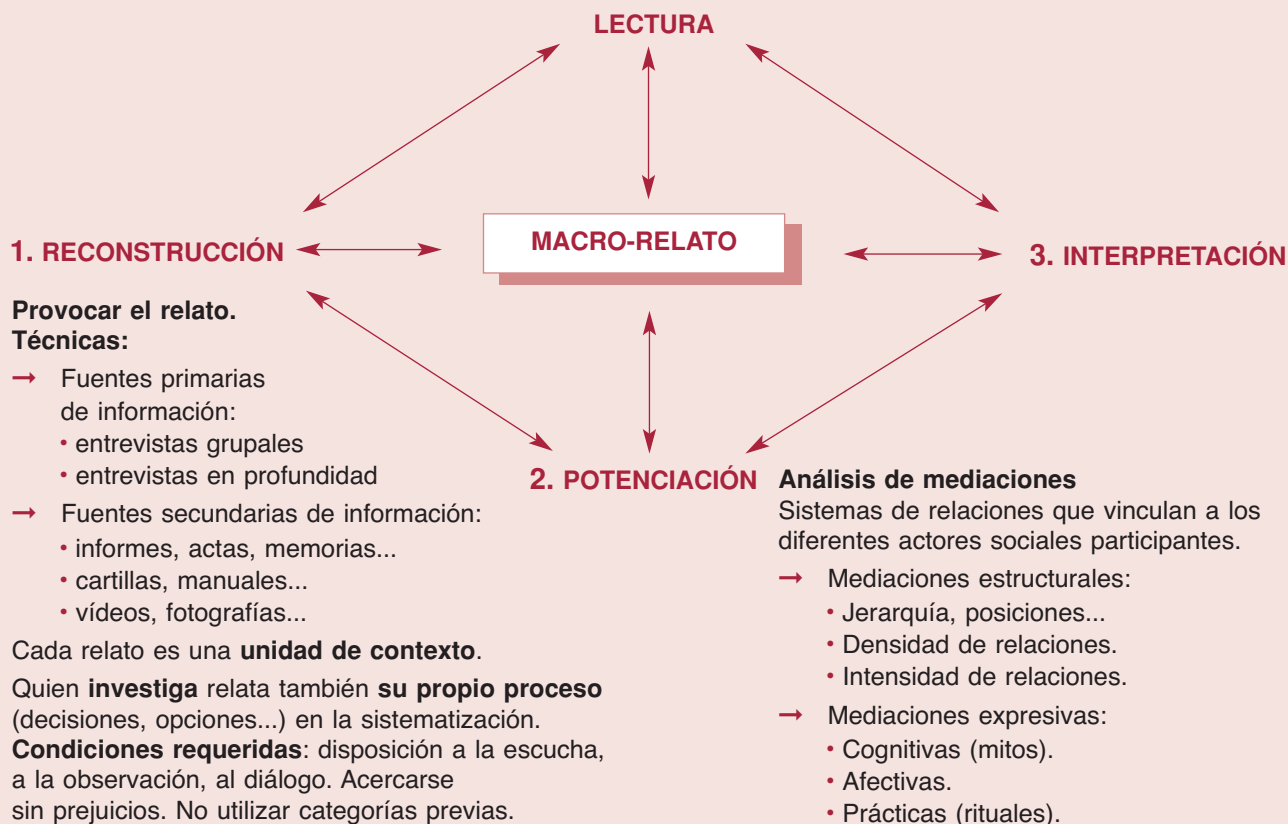 LECTURA
MACRO-RELATO
1. RECONSTRUCCIÓN
3. INTERPRETACIÓN
Provocar el relato.
Técnicas:
→ Fuentes primarias
de información:
• entrevistas grupales
• entrevistas en profundidad
→ Fuentes secundarias de información:
• informes, actas, memorias...
• cartillas, manuales...
• vídeos, fotografías...
Cada relato es una unidad de contexto.
Quien investiga relata también su propio proceso
(decisiones, opciones...) en la sistematización.
Condiciones requeridas: disposición a la escucha,
a la observación, al diálogo. Acercarse
sin prejuicios. No utilizar categorías previas.
2. POTENCIACIÓN
Análisis de mediaciones
Sistemas de relaciones que vinculan a los
diferentes actores sociales participantes.
→ Mediaciones estructurales:
• Jerarquía, posiciones...
• Densidad de relaciones.
• Intensidad de relaciones.
→ Mediaciones expresivas:
• Cognitivas (mitos).
• Afectivas.
• Prácticas (rituales).